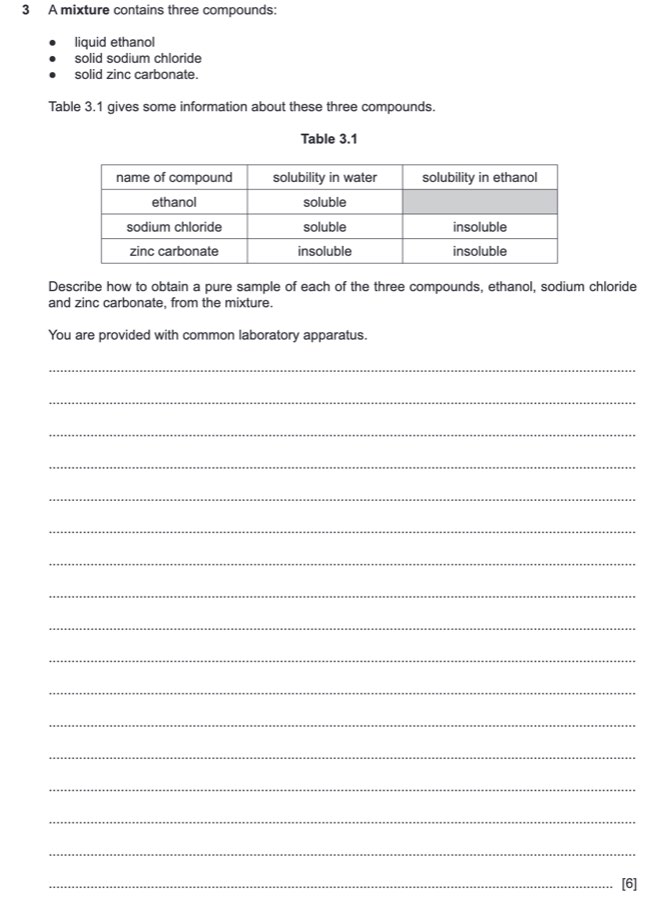 3 A mixture contains three compounds:
• liquid ethanol
• solid sodium chloride
• solid zinc carbonate.
Table 3.1 gives some information about these three compounds.
Table 3.1
name of compound solubility in water solubility in ethanol
ethanol soluble
sodium chloride soluble insoluble
zinc carbonate insoluble insoluble
Describe how to obtain a pure sample of each of the three compounds, ethanol, sodium chloride
and zinc carbonate, from the mixture.
You are provided with common laboratory apparatus.
[6]